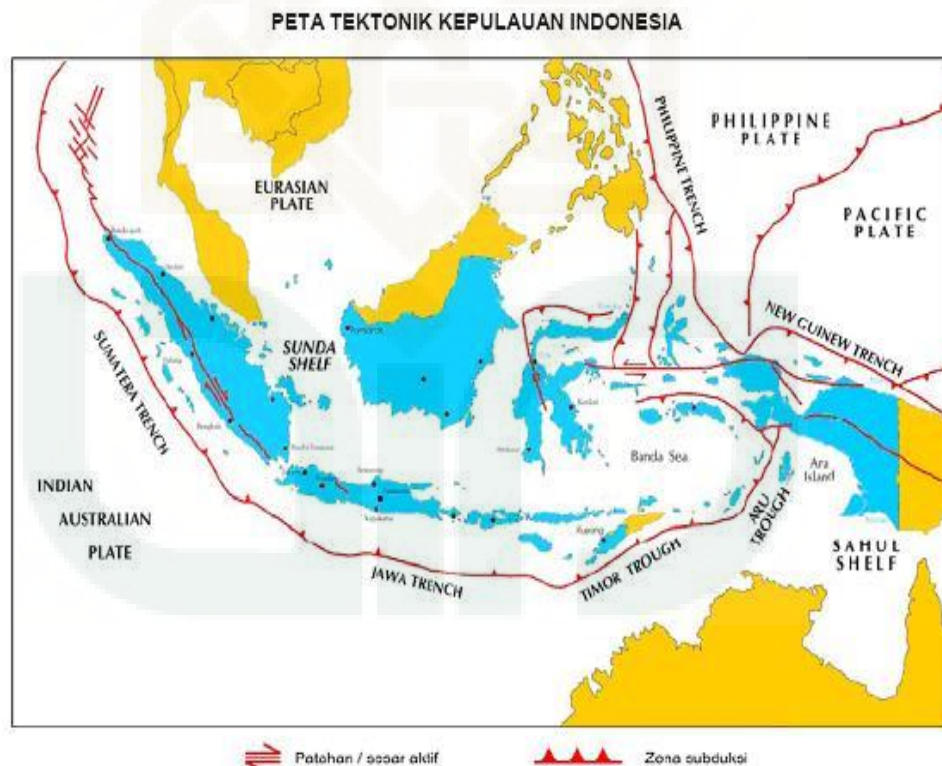 PETA TEKTONIK KEPULAUAN INDONESIA
PHILIPPINE
PLATE
PHILIPPINE TRENCH
EURASIAN
PLATE
PACIFIC
PLATE
NEW GUINEW TRENCH
SUNDA
SHELF
SUMATERA TRENCH
Banda Sea
Aru
Island
INDIAN
AUSTRALIAN
PLATE
Kupang
ARU
TROUGH
SAHUL
SHELF
JAWA TRENCH
TIMOR TROUGH
Patahan / sesar aktif
Zona subduksi